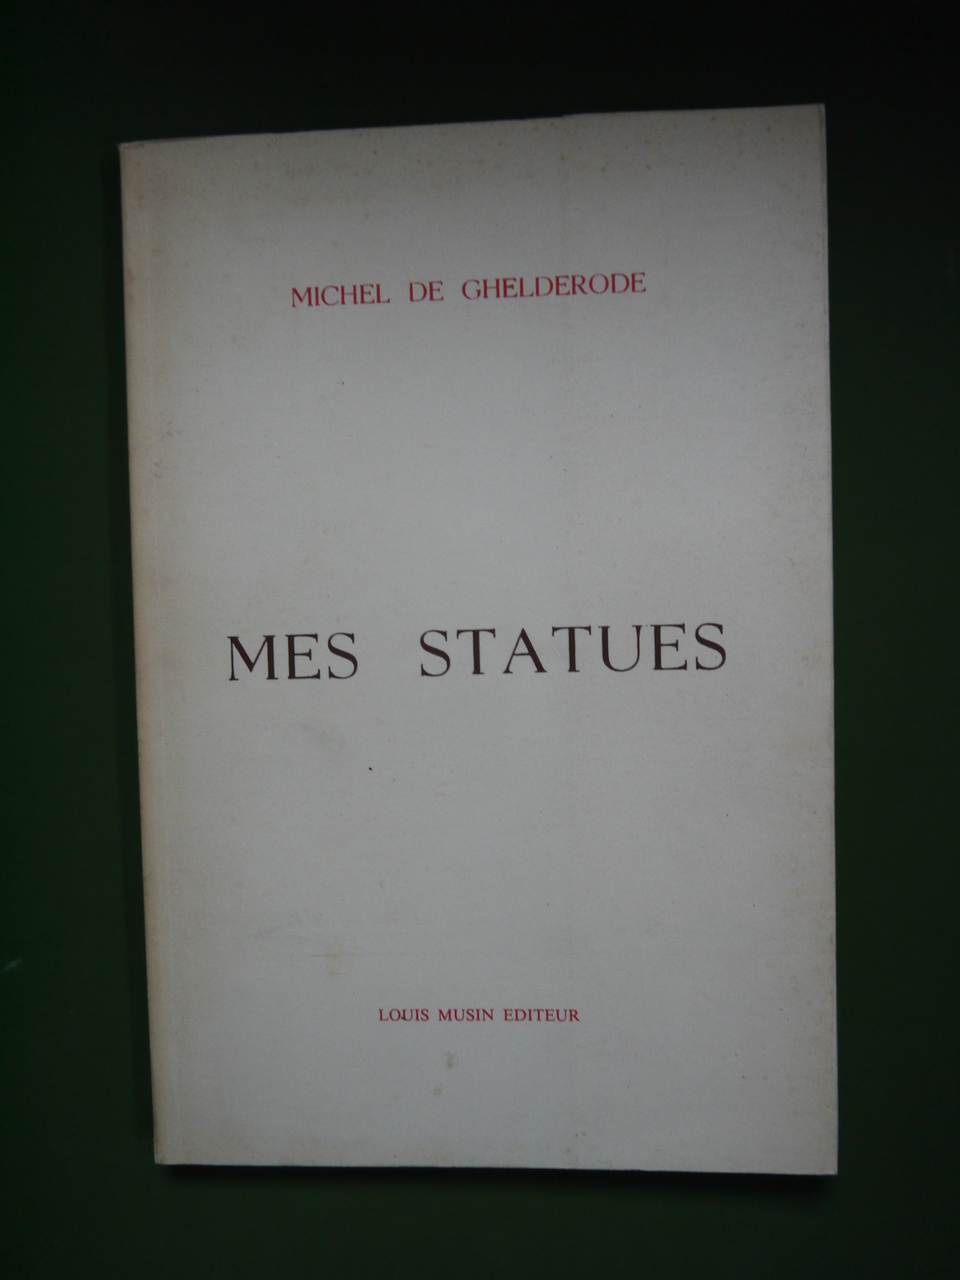 MICHEL DE GHELDERODE
MES STATUES
LOUIS MUSIN EDITEUR